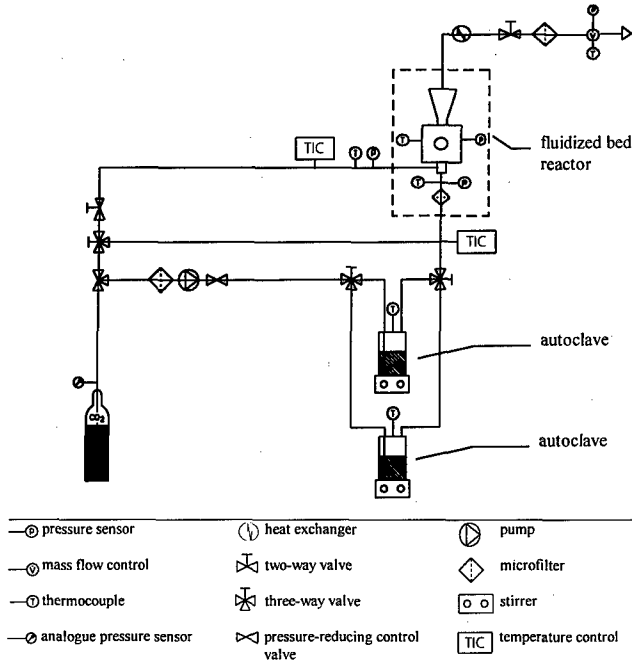 P
V
T
T
P
fluidized bed
reactor
TIC
T P
T P
TIC
T
autoclave
CO2
T
autoclave
P pressure sensor
heat exchanger
pump
V mass flow control
two-way valve
microfilter
T thermocouple
three-way valve
stirrer
analogue pressure sensor
pressure-reducing control
valve
TIC temperature control